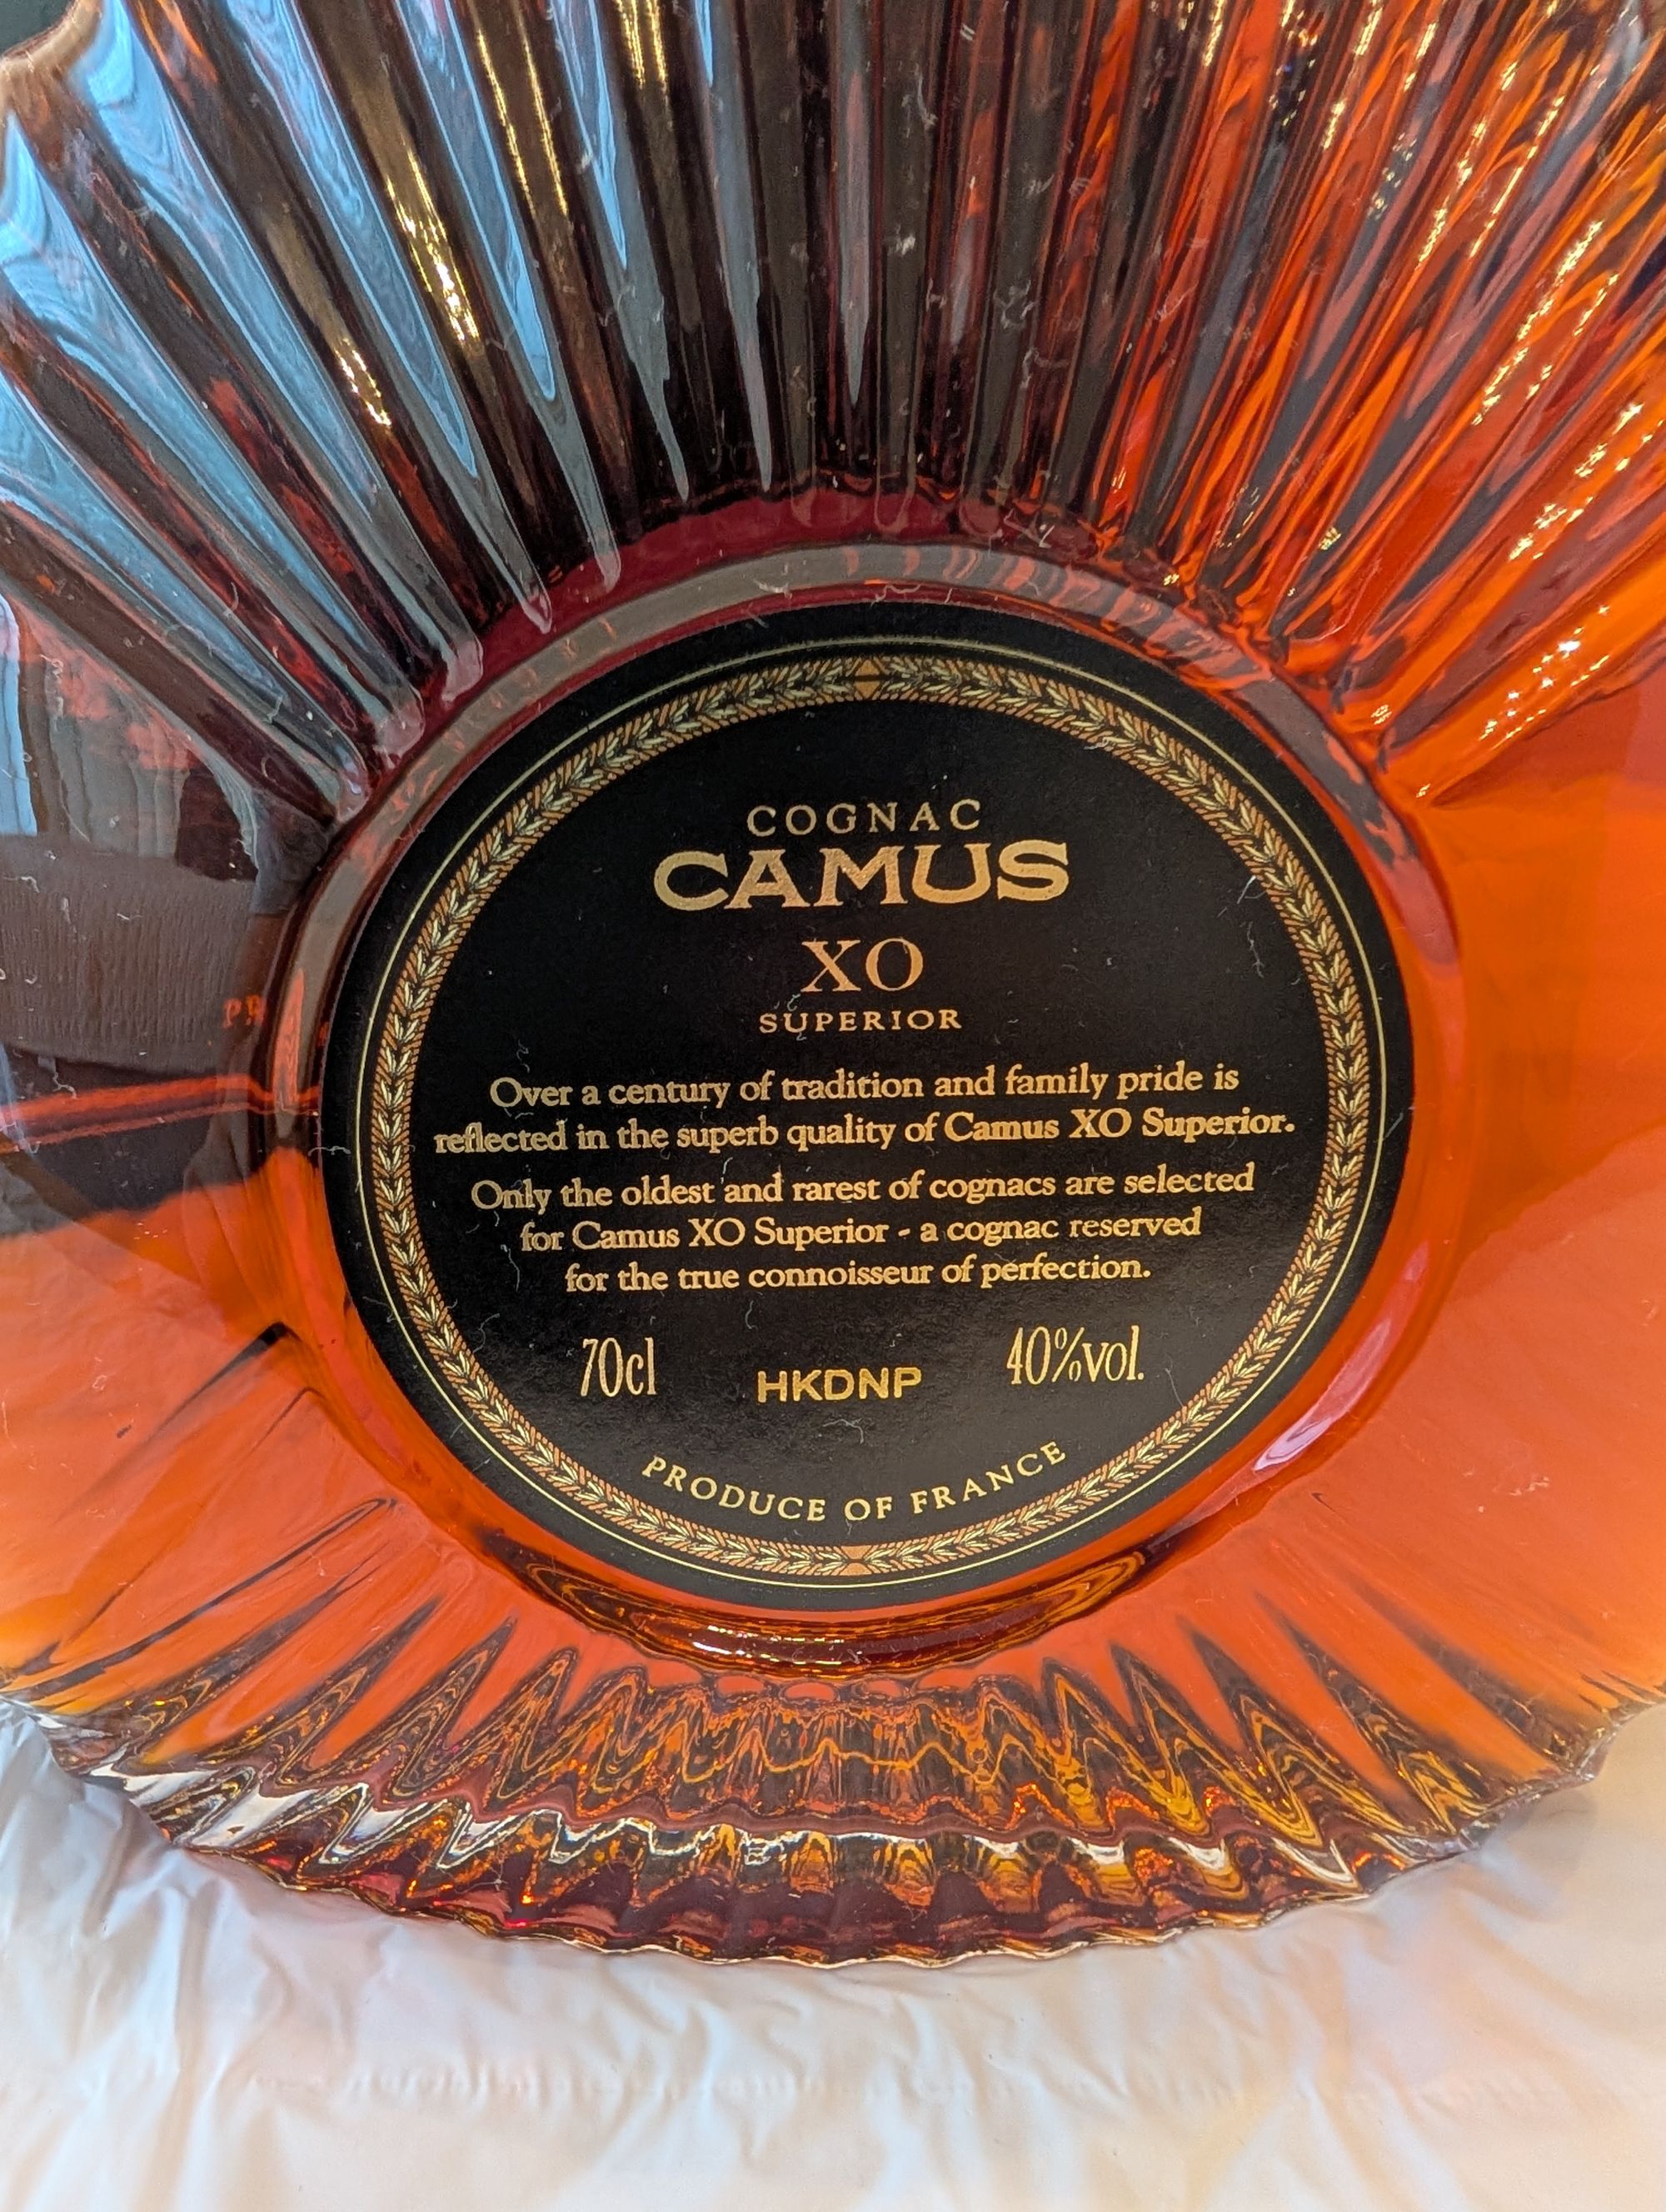 COGNAC
CAMUS
XO
SUPERIOR
Over a century of tradition and family pride is
reflected in the superb quality of Camus XO Superior.
Only the oldest and rarest of cognacs are selected
for Camus XO Superior - a cognac reserved
for the true connoisseur of perfection.
70cl HKDNP 40%vol.
PRODUCE OF FRANCE